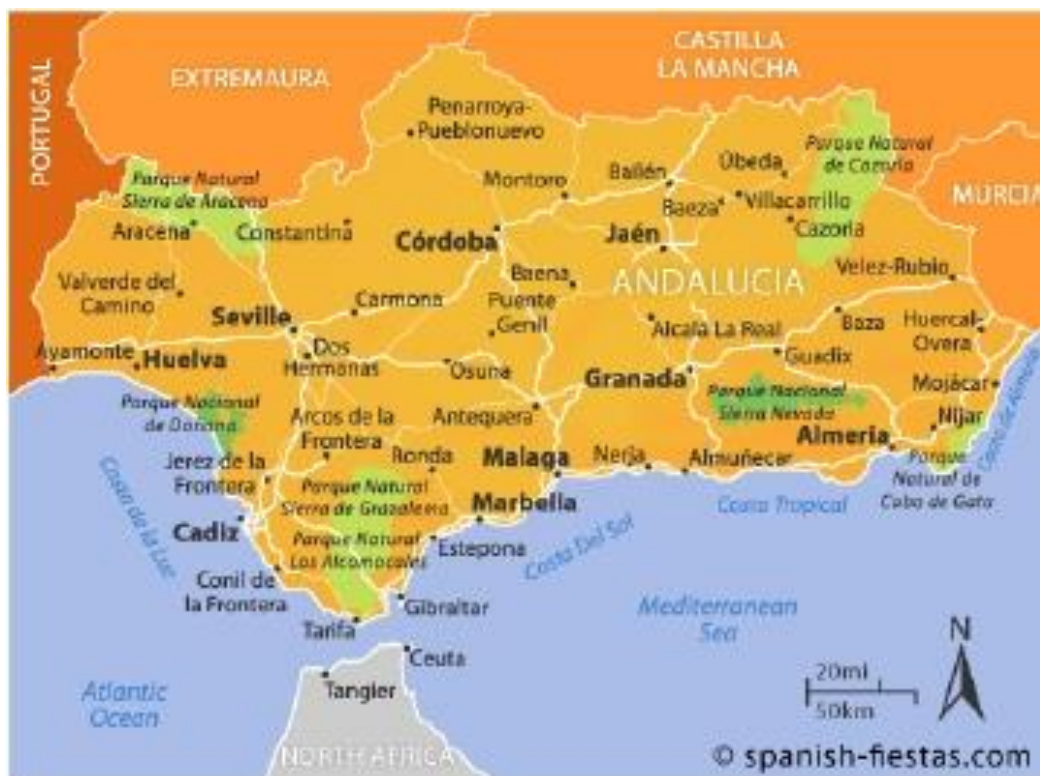 PORTUGAL
EXTREMAURA
CASTILLA
LA MANCHA
MURCIA
Penarroya-
Pueblonuevo
Parque Natural
Sierra de Aracena
Aracena
Constantina
Montoro
Bailén
Úbeda
Parque Natural
de Cazorla
Baeza
Villacarrillo
Cazorla
Córdoba
Jaén
Velez-Rubio
Valverde del
Camino
Carmona
Baena
ANDALUCIA
Puente
Genil
Seville
Alcalá La Real
Baza
Huercal-
Overa
Ayamonte
Huelva
Dos
Hermanas
Osuna
Granada
Guadix
Mojácar
Parque Nacional
de Donana
Arcos de la
Frontera
Antequera
Parque Nacional
Sierra Nevada
Nijar
Almeria
Costa de Almeria
Jerez de la
Frontera
Ronda
Malaga
Nerja
Almuñecar
Parque
Natural de
Cabo de Gata
Parque Natural
Sierra de Grazalema
Marbella
Costa Tropical
Costa de la Luz
Cadiz
Parque Natural
Los Alcornocales
Estepona
Costa Del Sol
Conil de
la Frontera
Gibraltar
Mediterranean
Sea
Tarifa
Ceuta
Tangier
Atlantic
Ocean
NORTH AFRICA
N
20mi
50km
© spanish-fiestas.com